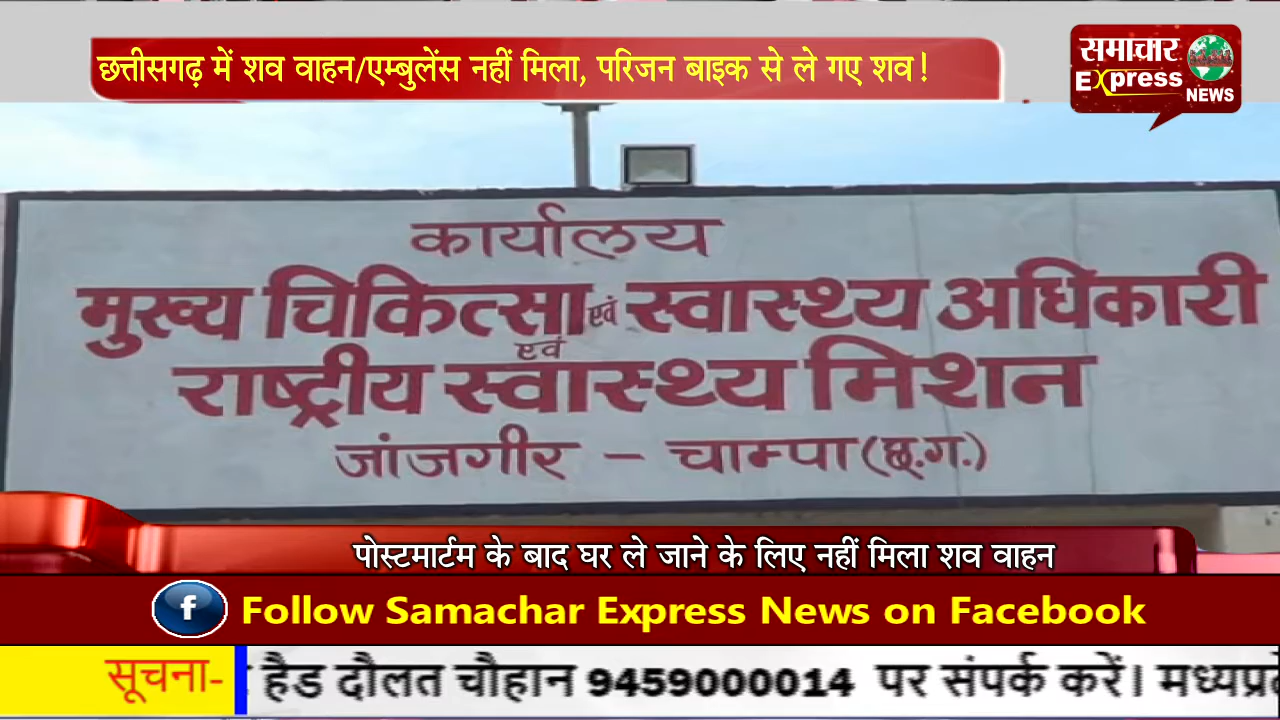 छत्तीसगढ़ में शव वाहन/एम्बुलेंस नहीं मिला, परिजन बाइक से ले गए शव!
समाचार
Express
NEWS
कार्यालय
मुख्य चिकित्सा एवं स्वास्थ्य अधिकारी
एवं
राष्ट्रीय स्वास्थ्य मिशन
जांजगीर - चाम्पा (छ.ग.)
पोस्टमार्टम के बाद घर ले जाने के लिए नहीं मिला शव वाहन
f Follow Samachar Express News on Facebook
सूचना- हैड दौलत चौहान 9459000014 पर संपर्क करें।